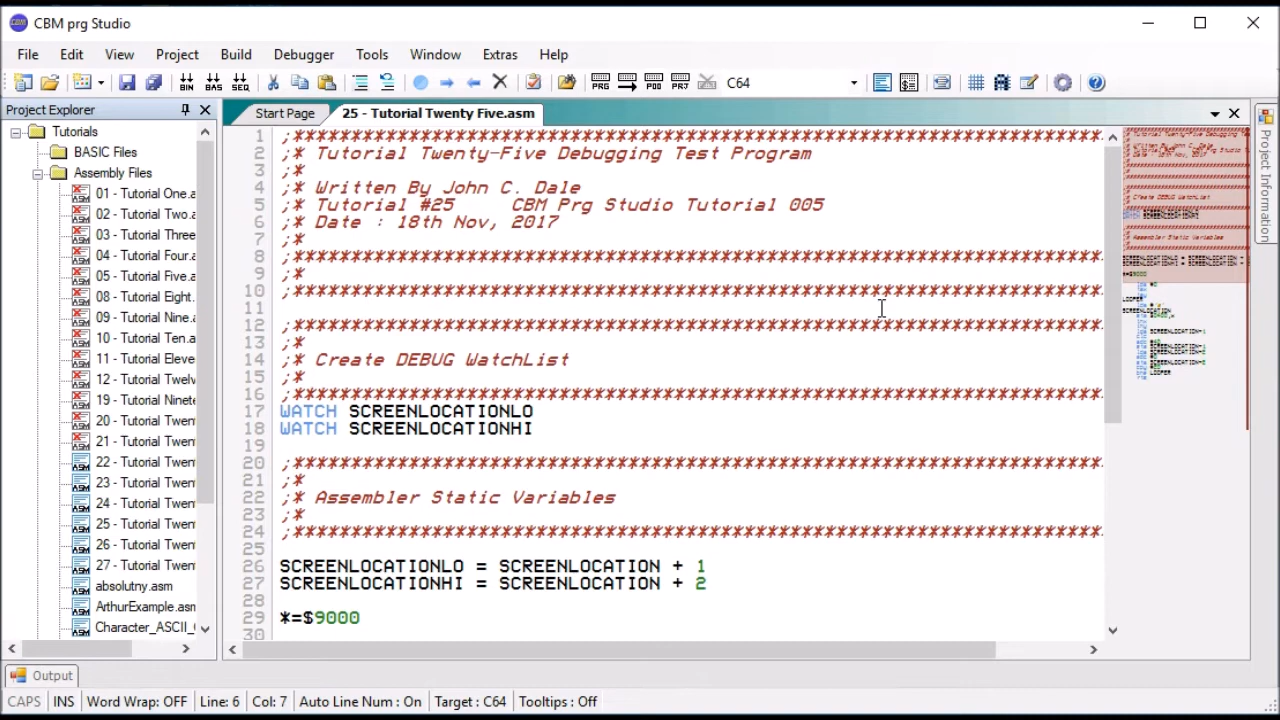 CBM prg Studio
File Edit View Project Build Debugger Tools Window Extras Help
BIN BAS SEQ PRG PRG POO PRJ C64
Project Explorer
Start Page 25 - Tutorial Twenty Five.asm
Tutorials
BASIC Files
Assembly Files
01 - Tutorial One.a
02 - Tutorial Two.a
03 - Tutorial Three
04 - Tutorial Four.a
05 - Tutorial Five.a
08 - Tutorial Eight.
09 - Tutorial Nine.a
10 - Tutorial Ten.a
11 - Tutorial Eleve
12 - Tutorial Twelv
19 - Tutorial Ninete
20 - Tutorial Twen
21 - Tutorial Twen
22 - Tutorial Twen
23 - Tutorial Twen
24 - Tutorial Twen
25 - Tutorial Twen
26 - Tutorial Twen
27 - Tutorial Twen
absolutny.asm
ArthurExample.asm
Character_ASCII_
1 ;************************************************************************
2 ;* Tutorial Twenty-Five Debugging Test Program
3 ;*
4 ;* Written By John C. Dale
5 ;* Tutorial #25 CBM Prg Studio Tutorial 005
6 ;* Date : 18th Nov, 2017
7 ;*
8 ;************************************************************************
9 ;*
10 ;************************************************************************
11
12 ;************************************************************************
13 ;*
14 ;* Create DEBUG WatchList
15 ;*
16 ;************************************************************************
17 WATCH SCREENLOCATIONLO
18 WATCH SCREENLOCATIONHI
19
20 ;************************************************************************
21 ;*
22 ;* Assembler Static Variables
23 ;*
24 ;************************************************************************
25
26 SCREENLOCATIONLO = SCREENLOCATION + 1
27 SCREENLOCATIONHI = SCREENLOCATION + 2
28
29 *=$9000
30
Project Information
Output
CAPS INS Word Wrap: OFF Line: 6 Col: 7 Auto Line Num : On Target : C64 Tooltips : Off